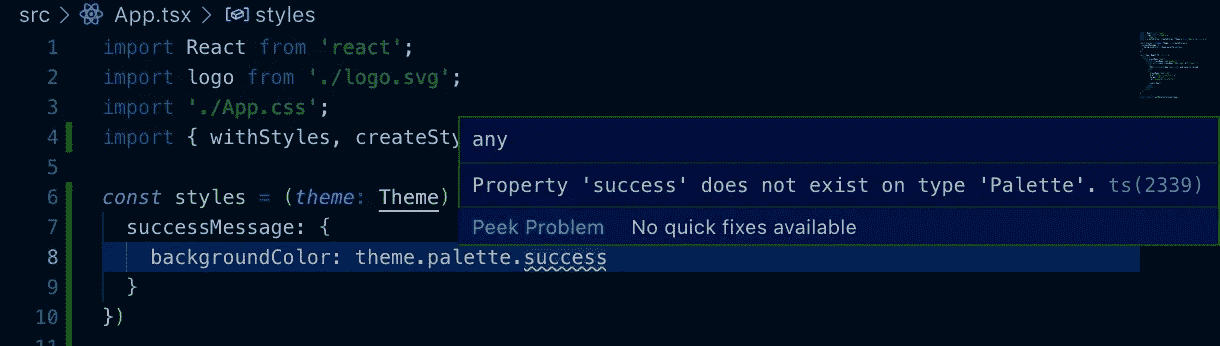 src > App.tsx > styles
1 import React from 'react';
2 import logo from './logo.svg';
3 import './App.css';
4 import { withStyles, createSty
any
5
Property 'success' does not exist on type 'Palette'. ts(2339)
6 const styles = (theme: Theme)
7 successMessage: {
Peek Problem No quick fixes available
8 backgroundColor: theme.palette.success
9 }
10 })
11